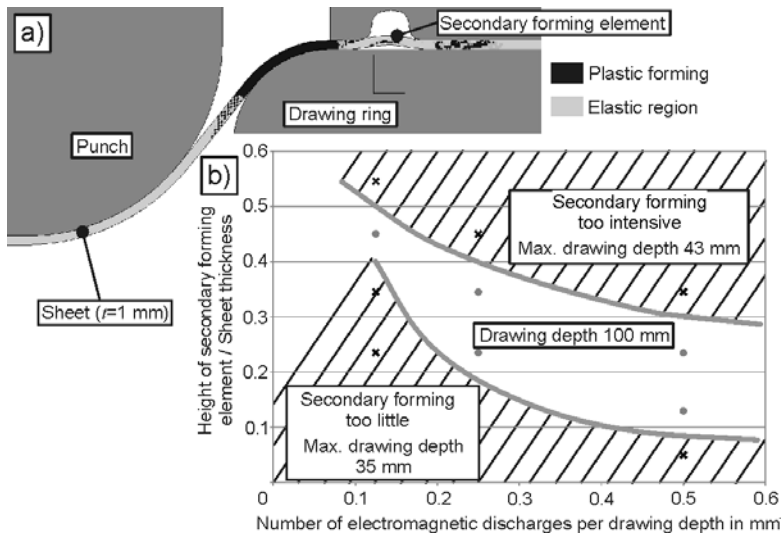 a)
Secondary forming element
Plastic forming
Elastic region
Drawing ring
Punch
Sheet (t=1 mm)
b)
Height of secondary forming
element / Sheet thickness
0.6
0.5
0.4
0.3
0.2
0.1
Secondary forming
too intensive
Max. drawing depth 43 mm
Drawing depth 100 mm
Secondary forming
too little
Max. drawing depth
35 mm
0 0.1 0.2 0.3 0.4 0.5 0.6
Number of electromagnetic discharges per drawing depth in mm